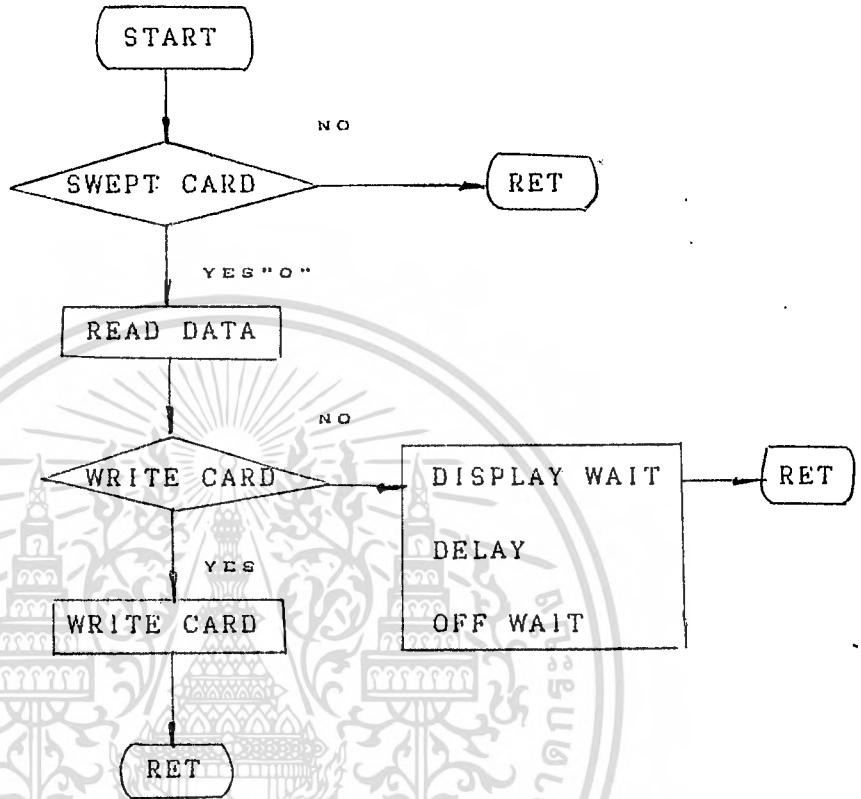 START
NO
SWEPT CARD
RET
YES"0"
READ DATA
NO
WRITE CARD
DISPLAY WAIT
RET
DELAY
YES
WRITE CARD
OFF WAIT
RET